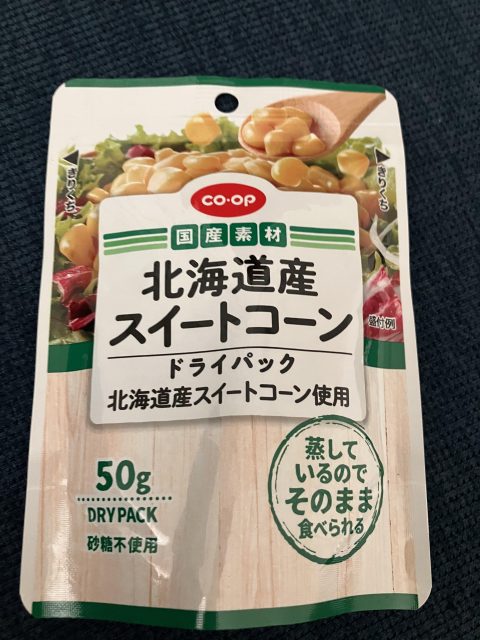 きりくち
きりくち
CO·OP
国産素材
北海道産
スイートコーン
盛付例
ドライパック
北海道産スイートコーン使用
50g
DRY PACK
砂糖不使用
蒸して
いるので
そのまま
食べられる